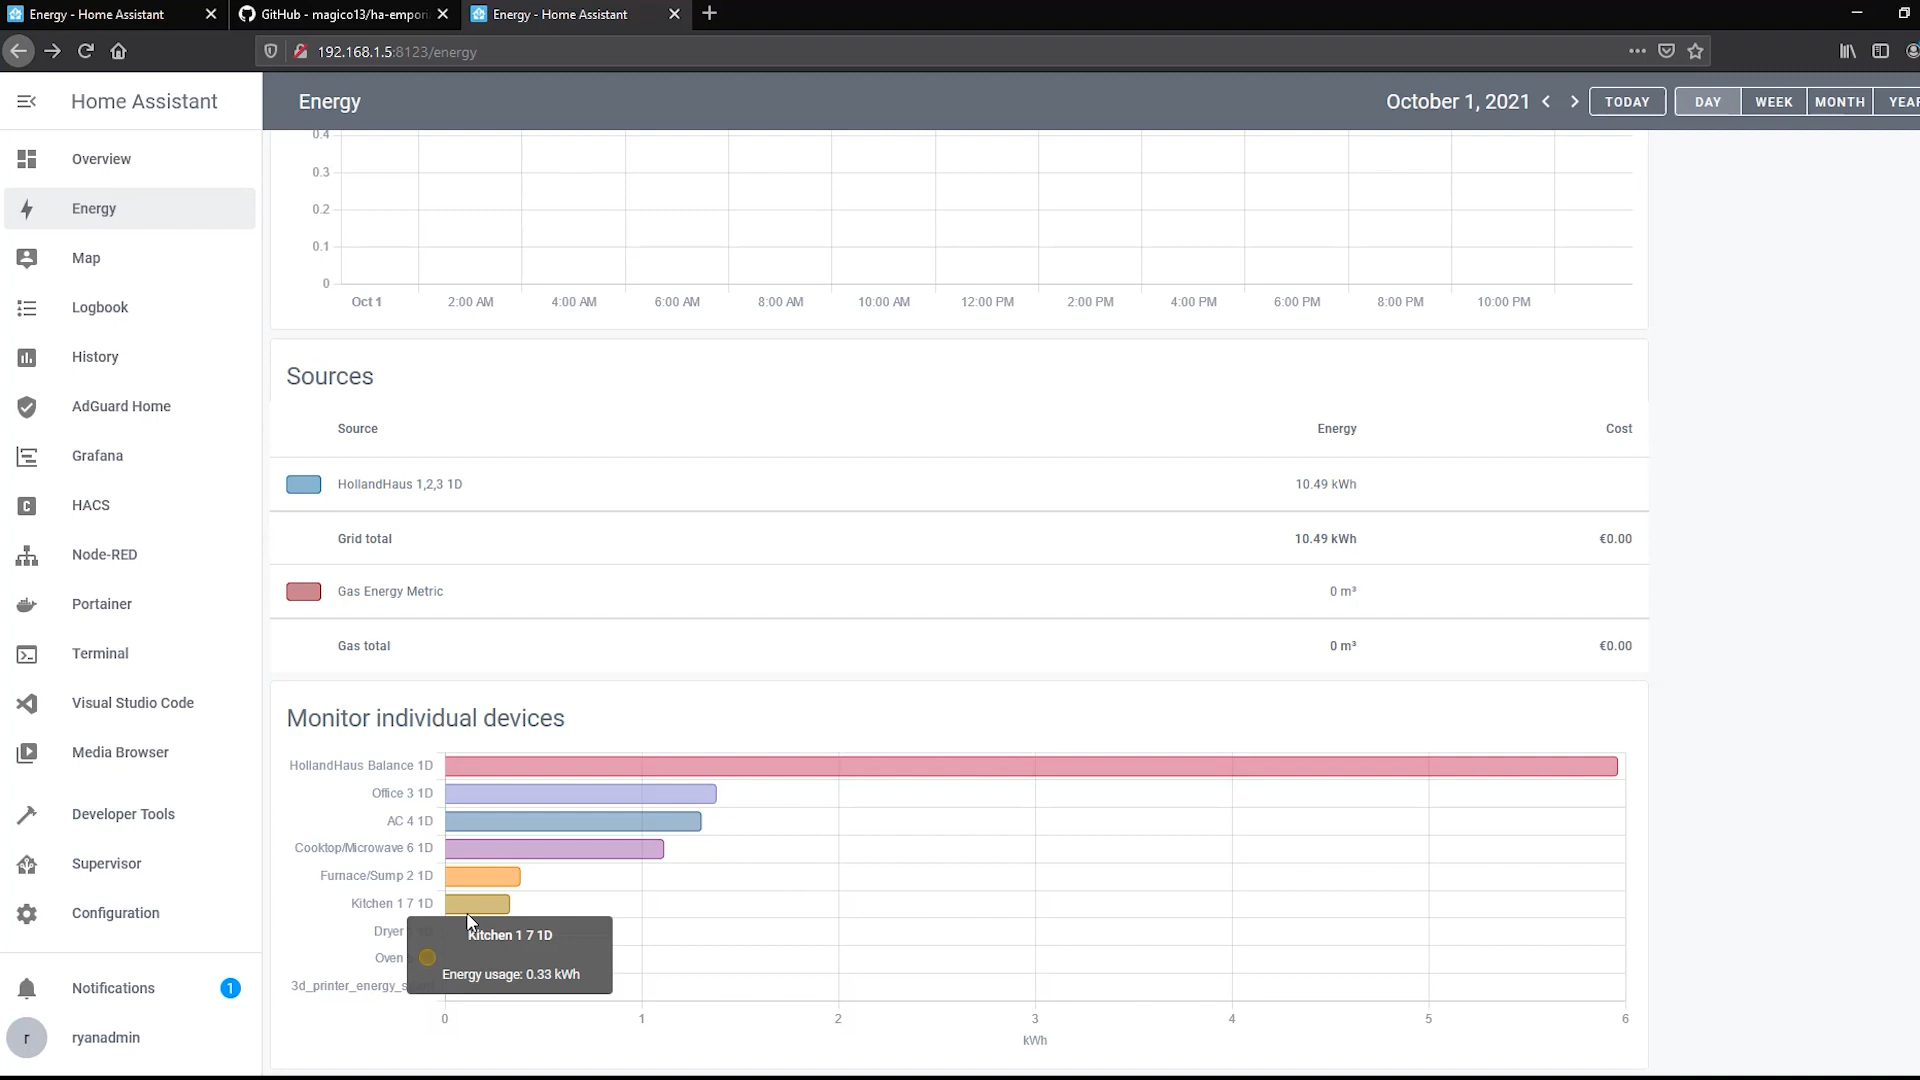 Energy - Home Assistant
GitHub - magico13/ha-empori
Energy - Home Assistant
192.168.1.5:8123/energy
Home Assistant
Energy
October 1, 2021
TODAY
DAY
WEEK
MONTH
YEAR
Overview
Energy
Map
Logbook
History
AdGuard Home
Grafana
HACS
Node-RED
Portainer
Terminal
Visual Studio Code
Media Browser
Developer Tools
Supervisor
Configuration
Notifications 1
r ryanadmin
0.4
0.3
0.2
0.1
0
Oct 1 2:00 AM 4:00 AM 6:00 AM 8:00 AM 10:00 AM 12:00 PM 2:00 PM 4:00 PM 6:00 PM 8:00 PM 10:00 PM
Sources
Source Energy Cost
HollandHaus 1,2,3 1D 10.49 kWh
Grid total 10.49 kWh €0.00
Gas Energy Metric 0 m³
Gas total 0 m³ €0.00
Monitor individual devices
HollandHaus Balance 1D
Office 3 1D
AC 4 1D
Cooktop/Microwave 6 1D
Furnace/Sump 2 1D
Kitchen 1 7 1D
Dryer
Oven
3d_printer_energy_s
Kitchen 1 7 1D
Energy usage: 0.33 kWh
0 1 2 3 4 5 6
kWh